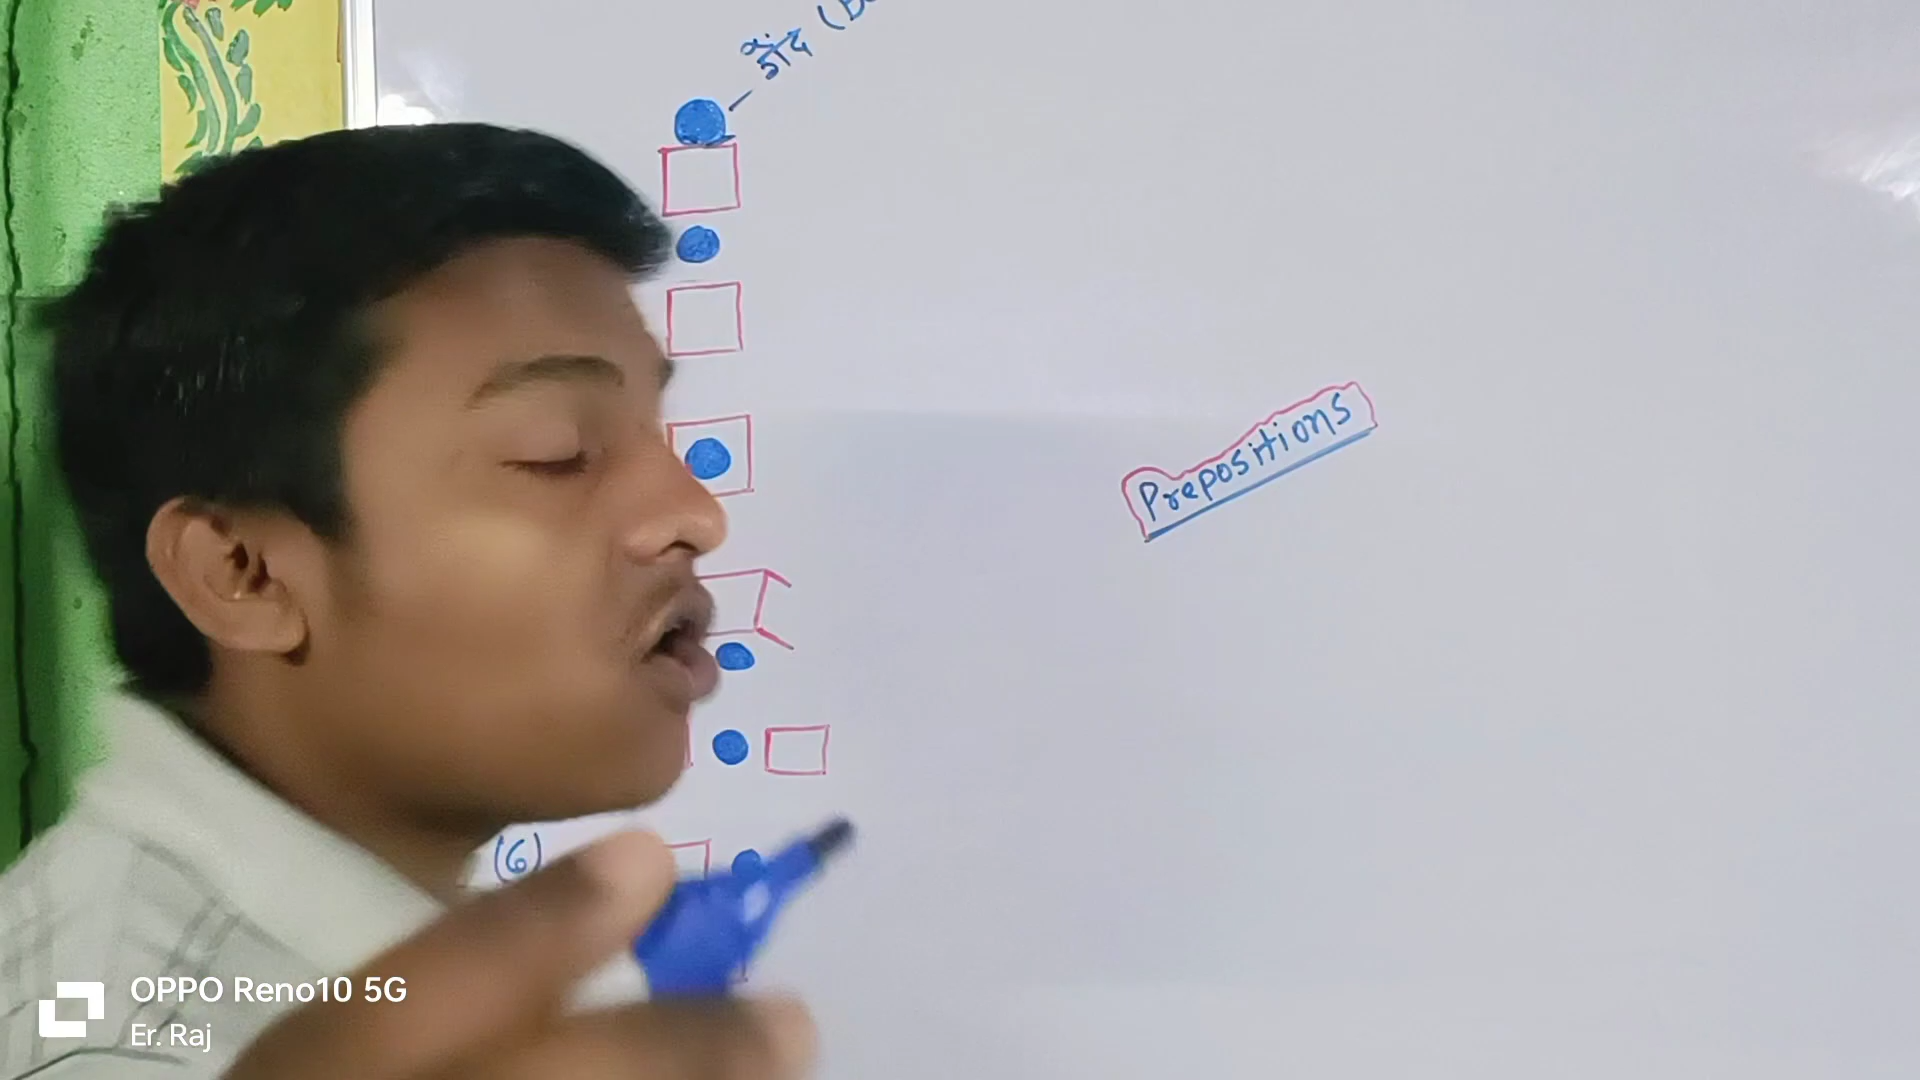 गेंद (
Prepositions
(6)
OPPO Reno10 5G
Er. Raj